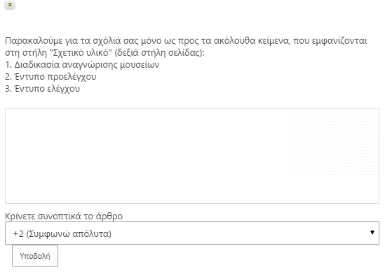 x
Παρακαλούμε για τα σχόλιά σας μόνο ως προς τα ακόλουθα κείμενα, που εμφανίζονται
στη στήλη "Σχετικό υλικό" (δεξιά στήλη σελίδας):
1. Διαδικασία αναγνώρισης μουσείων
2. Έντυπο προελέγχου
3. Έντυπο ελέγχου
Κρίνετε συνοπτικά το άρθρο
+2 (Συμφωνώ απόλυτα)
Υποβολή